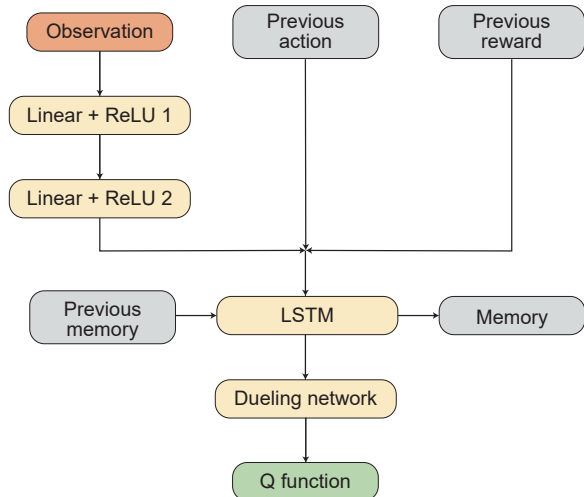 Observation
Previous
action
Previous
reward
Linear + ReLU 1
Linear + ReLU 2
Previous
memory
LSTM
Memory
Dueling network
Q function